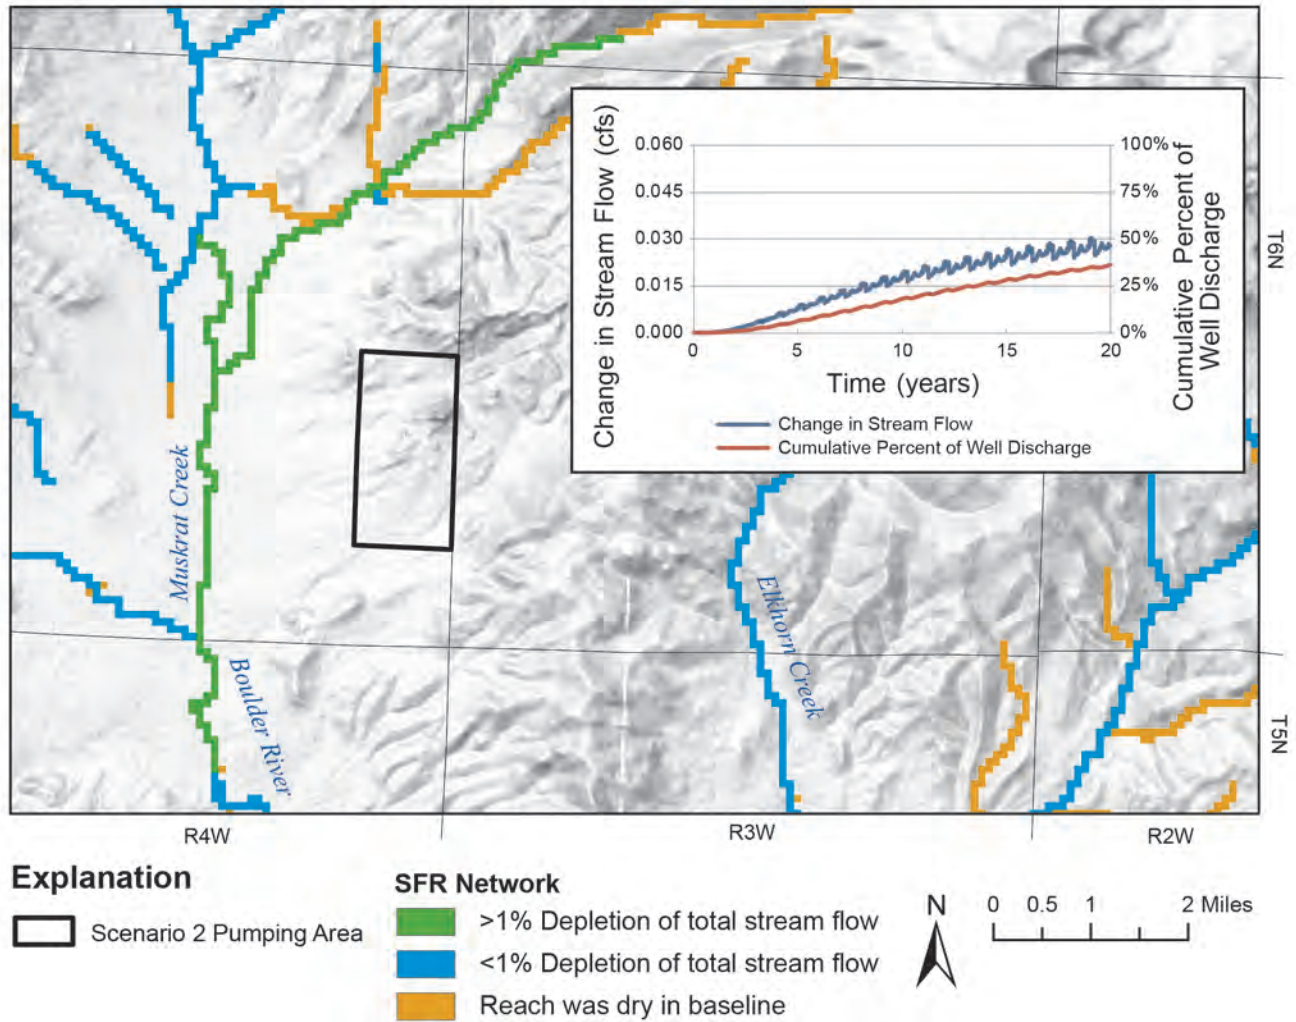 Change in Stream Flow (cfs)
0.060
0.045
0.030
0.015
0.000
100%
75%
50%
25%
0%
Cumulative Percent of
Well Discharge
0
5
10
15
20
Time (years)
Change in Stream Flow
Cumulative Percent of Well Discharge
T6N
Muskrat Creek
Boulder River
Elkhorn Creek
T5N
R4W
R3W
R2W
Explanation
Scenario 2 Pumping Area
SFR Network
>1% Depletion of total stream flow
<1% Depletion of total stream flow
Reach was dry in baseline
N
0 0.5 1 2 Miles